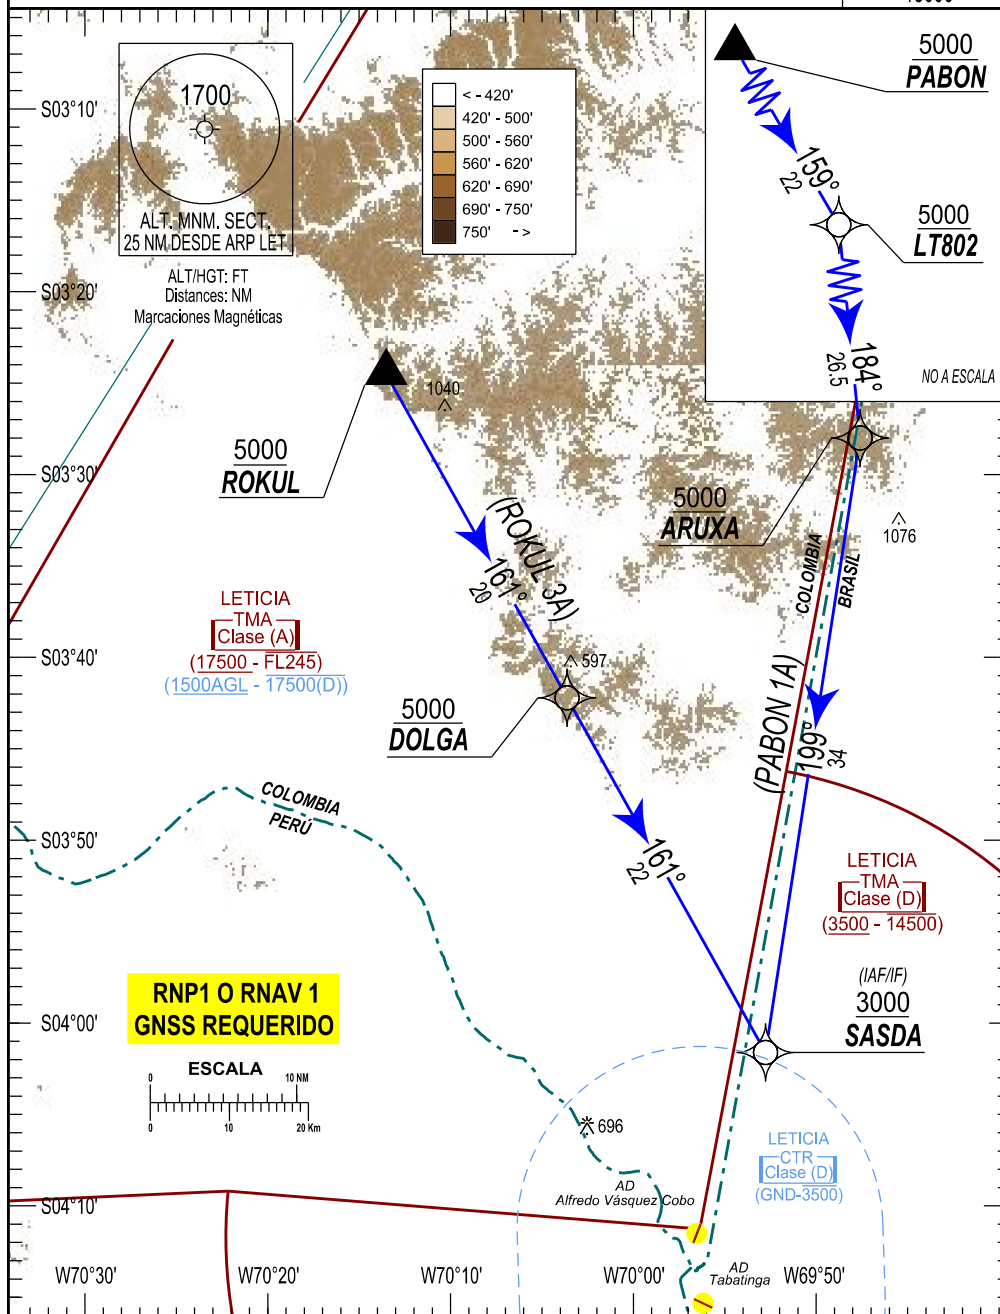 S03°10'
S03°20'
S03°30'
S03°40'
S03°50'
S04°00'
S04°10'
1700
ALT. MNM. SECT.
25 NM DESDE ARP LET
ALT/HGT: FT
Distances: NM
Marcaciones Magnéticas
< - 420'
420' - 500'
500' - 560'
560' - 620'
620' - 690'
690' - 750'
750' - >
5000
PABON
159°
22
5000
LT802
184°
26.5
NO A ESCALA
1040
5000
ROKUL
(ROKUL 3A)
161°
20
5000
ARUXA
1076
COLOMBIA
BRASIL
LETICIA
TMA
Clase (A)
(17500 - FL245)
(1500AGL - 17500(D))
597
5000
DOLGA
(PABON 1A)
199°
34
COLOMBIA
PERÚ
161°
22
LETICIA
TMA
Clase (D)
(3500 - 14500)
(IAF/IF)
3000
SASDA
RNP1 O RNAV 1
GNSS REQUERIDO
ESCALA
0 10 NM
0 10 20 Km
696
LETICIA
CTR
Clase (D)
(GND-3500)
AD
Alfredo Vásquez Cobo
AD
Tabatinga
W70°30' W70°20' W70°10' W70°00' W69°50'